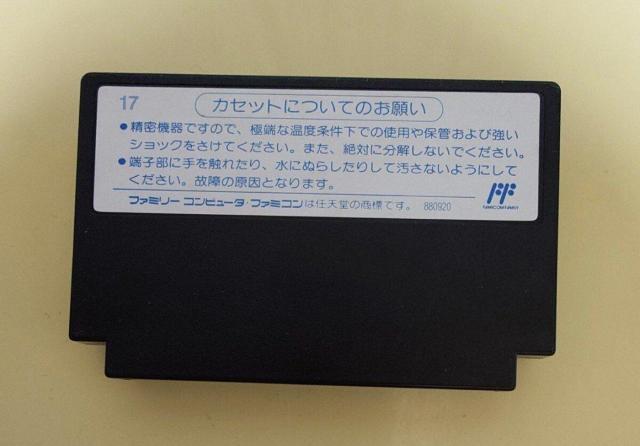 17
カセットについてのお願い
●精密機器ですので、極端な温度条件下での使用や保管および強い
ショックをさけてください。また、絶対に分解しないでください。
●端子部に手を触れたり、水にぬらしたりして汚さないようにして
ください。故障の原因となります。
ファミリー コンピュータ・ファミコンは任天堂の商標です。 880920